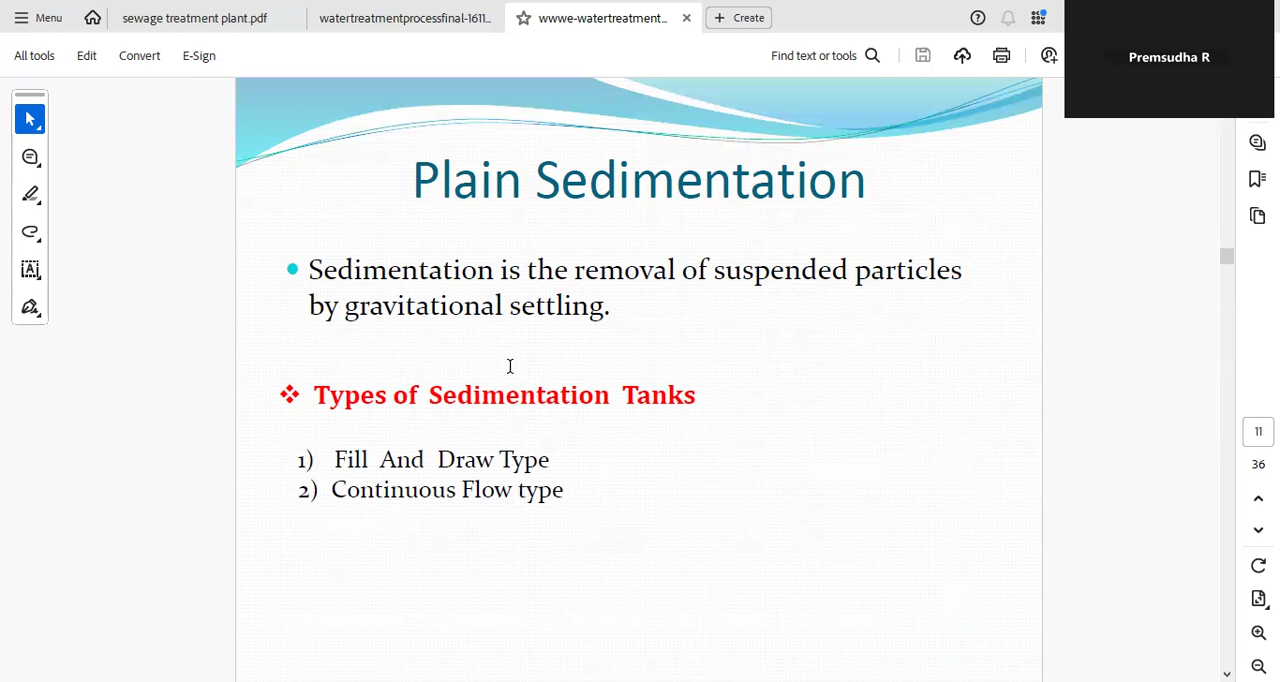 Menu
sewage treatment plant.pdf
watertreatmentprocessfinal-1611...
wwwe-watertreatment...
Create
All tools
Edit
Convert
E-Sign
Find text or tools
Premsudha R
Plain Sedimentation
Sedimentation is the removal of suspended particles
by gravitational settling.
Types of Sedimentation Tanks
1) Fill And Draw Type
2) Continuous Flow type
11
36